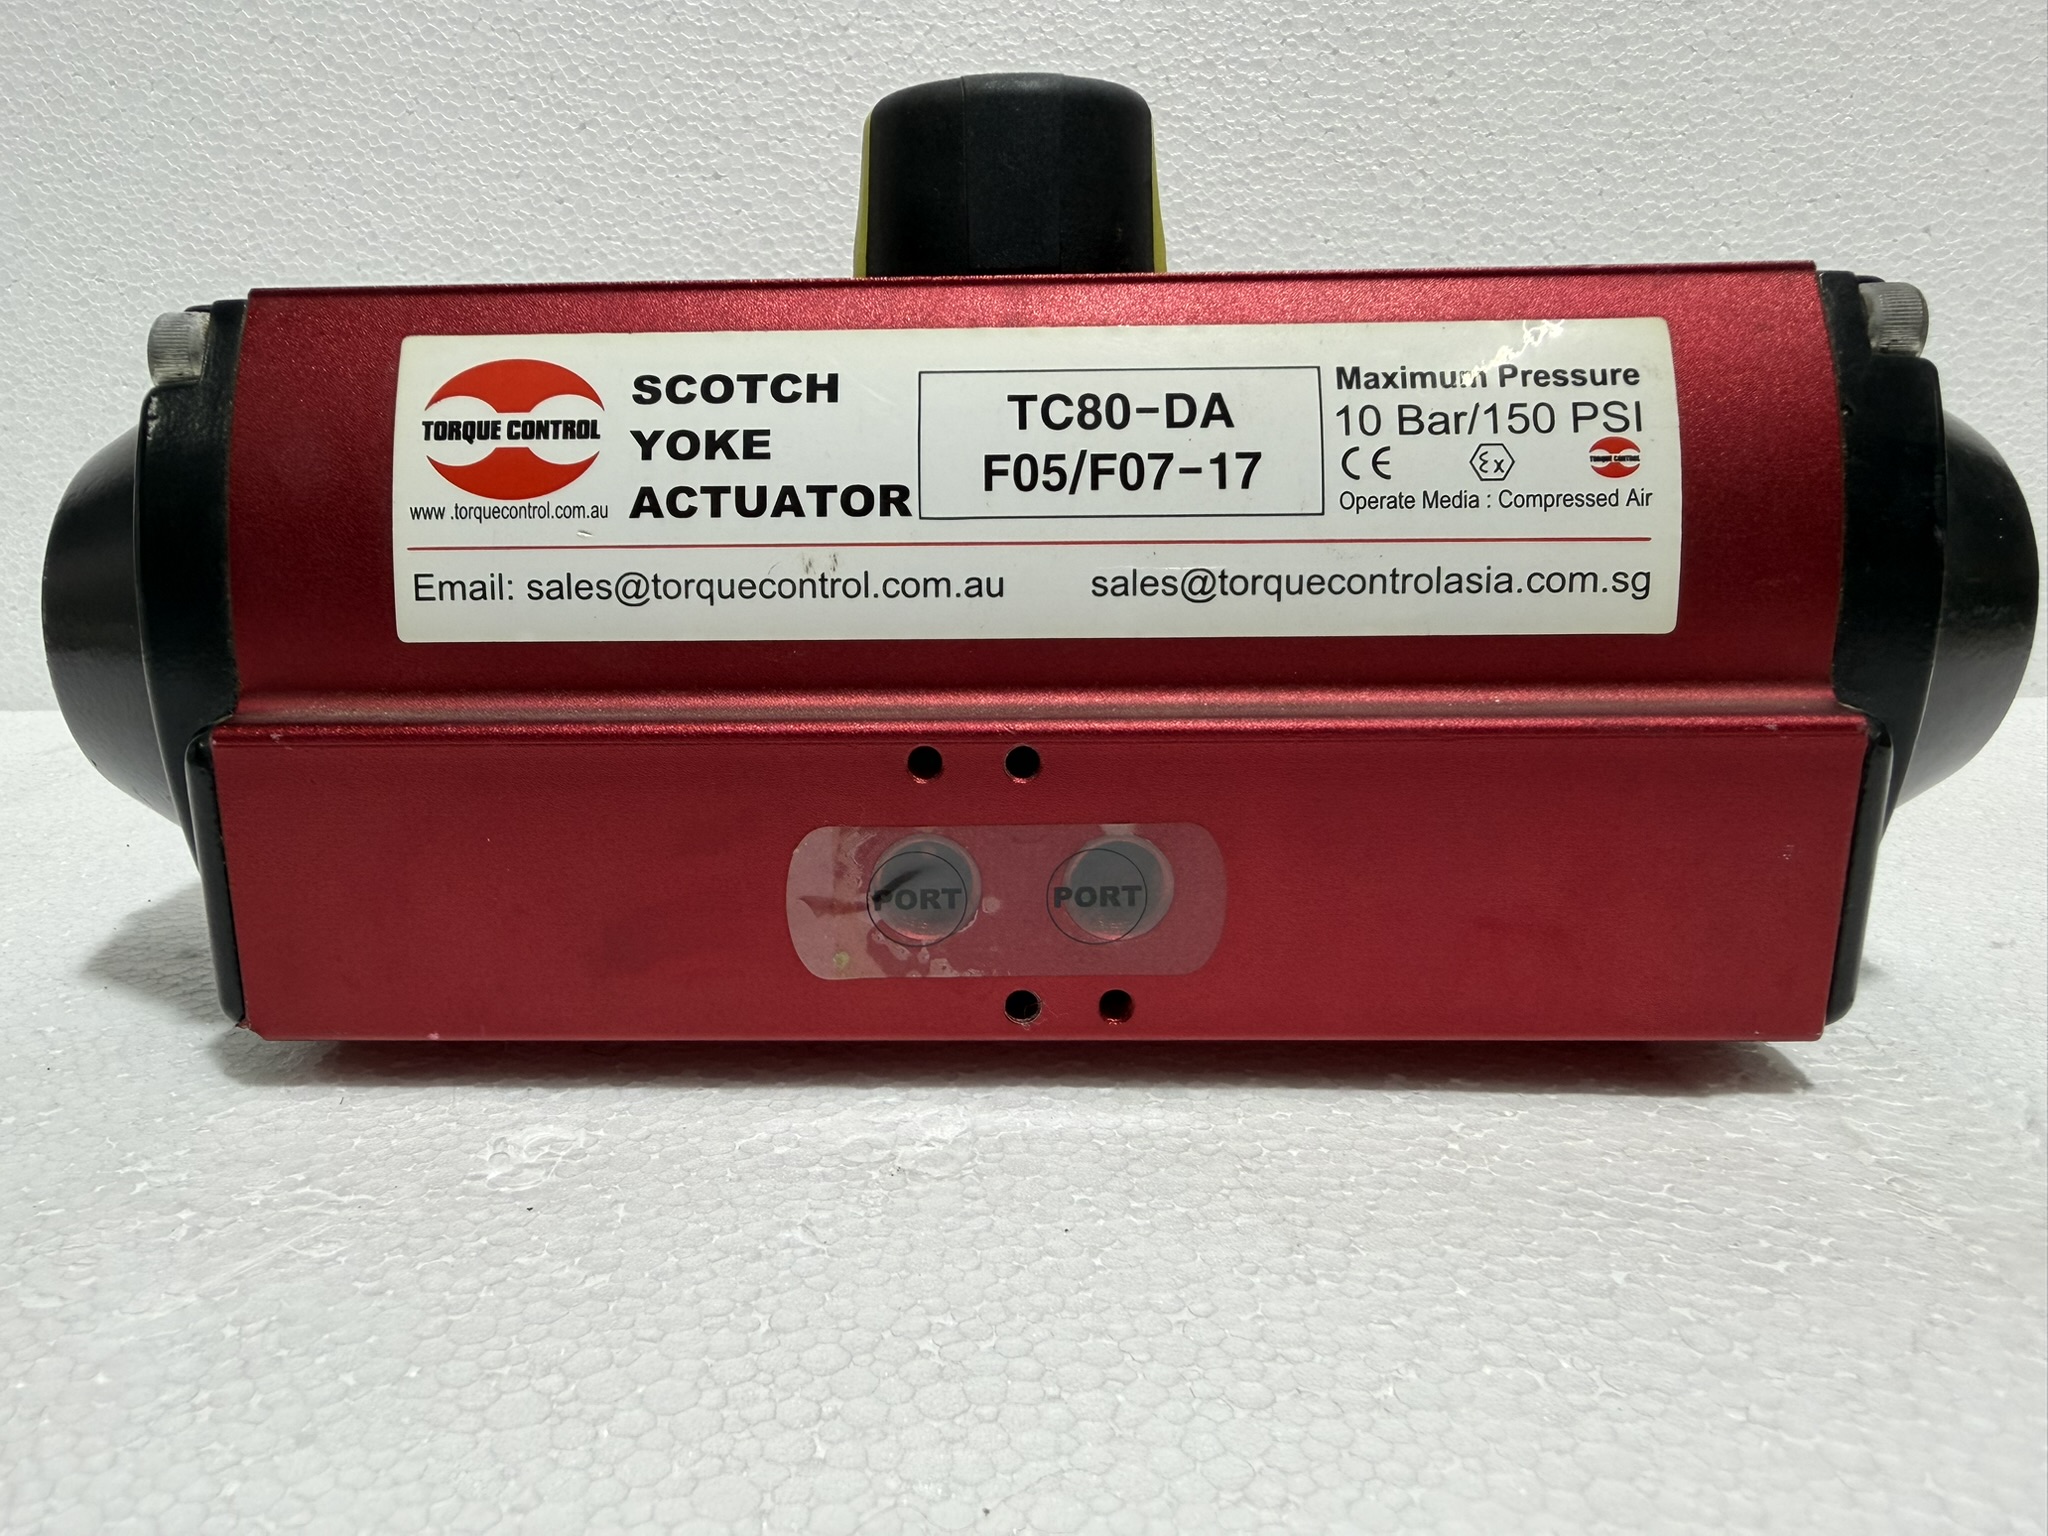 TORQUE CONTROL
www .torquecontrol.com.au
SCOTCH
YOKE
ACTUATOR
TC80-DA
F05/F07-17
Maximum Pressure
10 Bar/150 PSI
CE Ex TORQUE CONTROL
Operate Media : Compressed Air
Email: sales@torquecontrol.com.au sales@torquecontrolasia.com.sg
PORT PORT